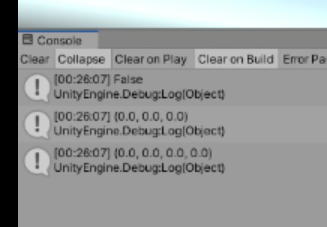 Console
Clear Collapse Clear on Play Clear on Build Error Pa
[00:26:07] False
UnityEngine.Debug:Log(Object)
[00:26:07] (0.0, 0.0, 0.0)
UnityEngine.Debug:Log(Object)
[00:26:07] (0.0, 0.0, 0.0, 0.0)
UnityEngine.Debug:Log(Object)